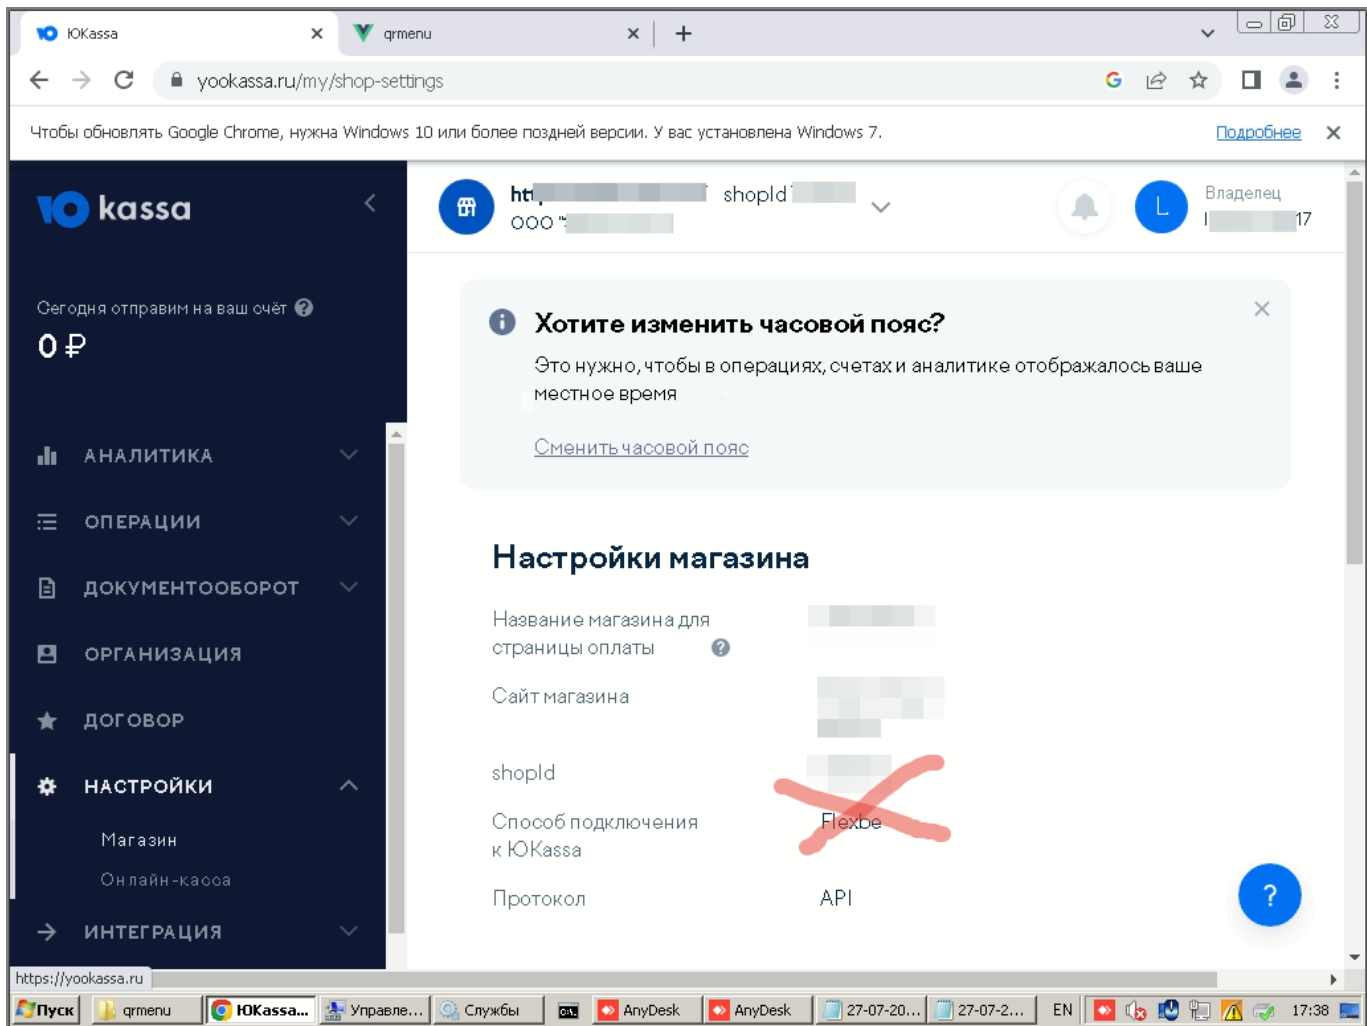 ЮKassa
qrmenu
yookassa.ru/my/shop-settings
Чтобы обновлять Google Chrome, нужна Windows 10 или более поздней версии. У вас установлена Windows 7.
Подробнее
Ю kassa
shopId
ООО "
Владелец
L
17
Сегодня отправим на ваш счёт
0 ₽
Хотите изменить часовой пояс?
Это нужно, чтобы в операциях, счетах и аналитике отображалось ваше
местное время
Сменить часовой пояс
АНАЛИТИКА
ОПЕРАЦИИ
ДОКУМЕНТООБОРОТ
ОРГАНИЗАЦИЯ
ДОГОВОР
НАСТРОЙКИ
Магазин
Онлайн-касса
ИНТЕГРАЦИЯ
Настройки магазина
Название магазина для
страницы оплаты
Сайт магазина
shopId
Способ подключения
к ЮKassa
Flexbe
Протокол
API
https://yookassa.ru
Пуск
qrmenu
ЮKassa...
Управле...
Службы
AnyDesk
AnyDesk
27-07-20...
27-07-2...
EN
17:38